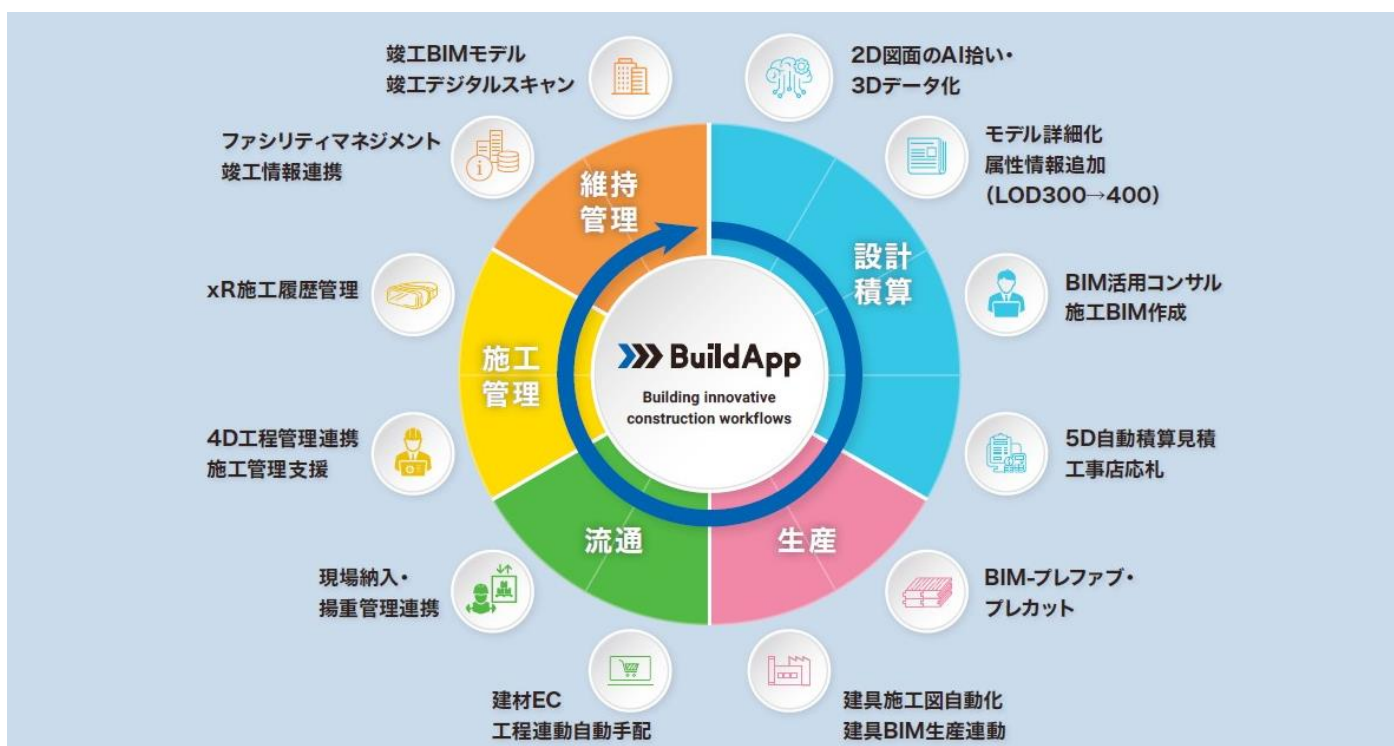 竣工BIMモデル
竣工デジタルスキャン
2D図面のAI拾い・
3Dデータ化
ファシリティマネジメント
竣工情報連携
モデル詳細化
属性情報追加
(LOD300→400)
維持
管理
設計
積算
xR施工履歴管理
BIM活用コンサル
施工BIM作成
施工
管理
BuildApp
Building innovative
construction workflows
4D工程管理連携
施工管理支援
5D自動積算見積
工事店応札
流通
生産
現場納入・
揚重管理連携
BIM-プレファブ・
プレカット
建材EC
工程連動自動手配
建具施工図自動化
建具BIM生産連動